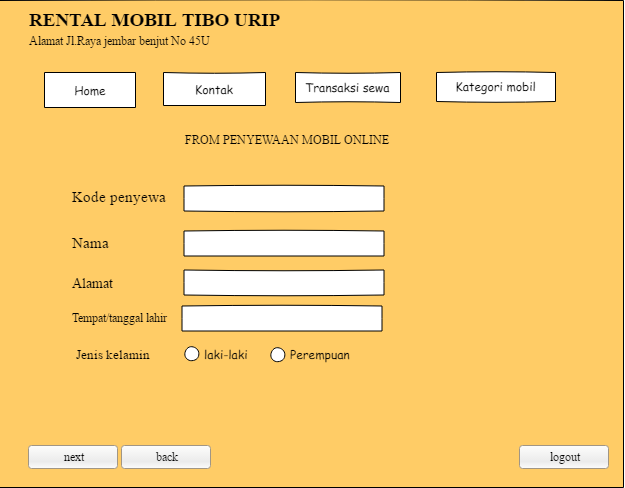 RENTAL MOBIL TIBO URIP
Alamat Jl.Raya jembar benjut No 45U
Home Kontak Transaksi sewa Kategori mobil
FROM PENYEWAAN MOBIL ONLINE
Kode penyewa
Nama
Alamat
Tempat/tanggal lahir
Jenis kelamin laki-laki Perempuan
next back logout